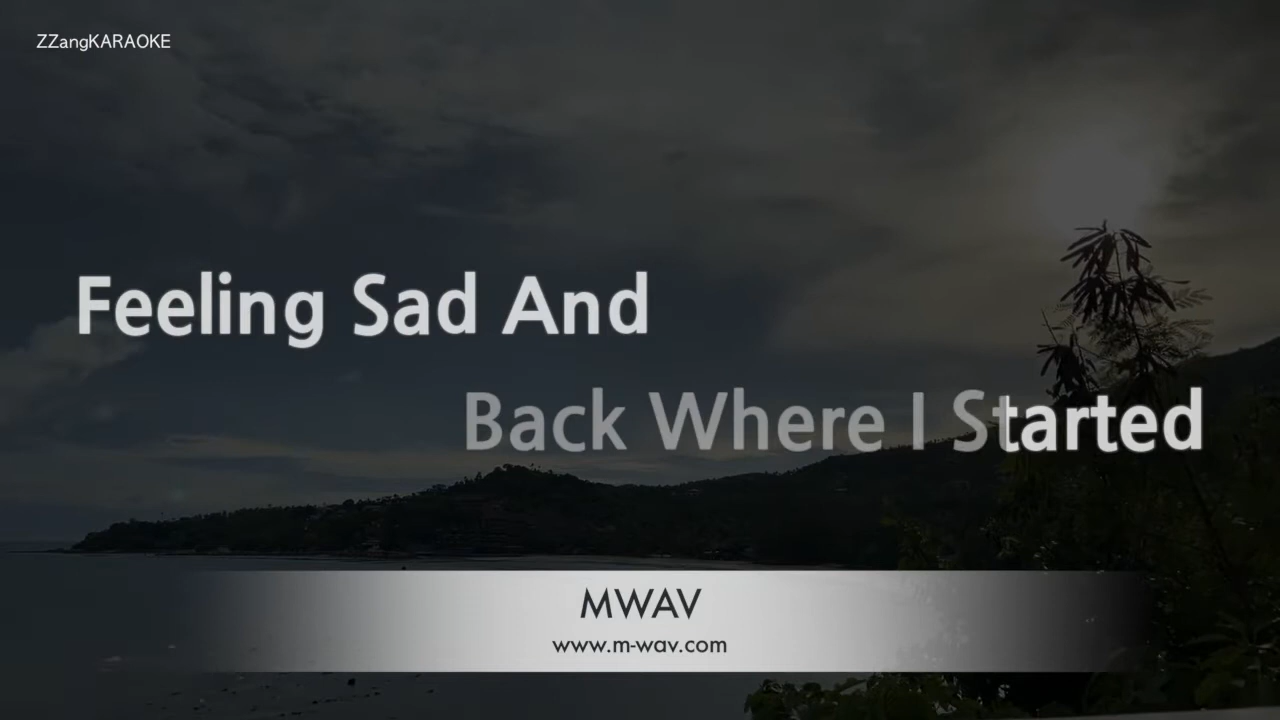 ZZangKARAOKE
Feeling Sad And
Back Where I Started
MWAV
www.m-wav.com